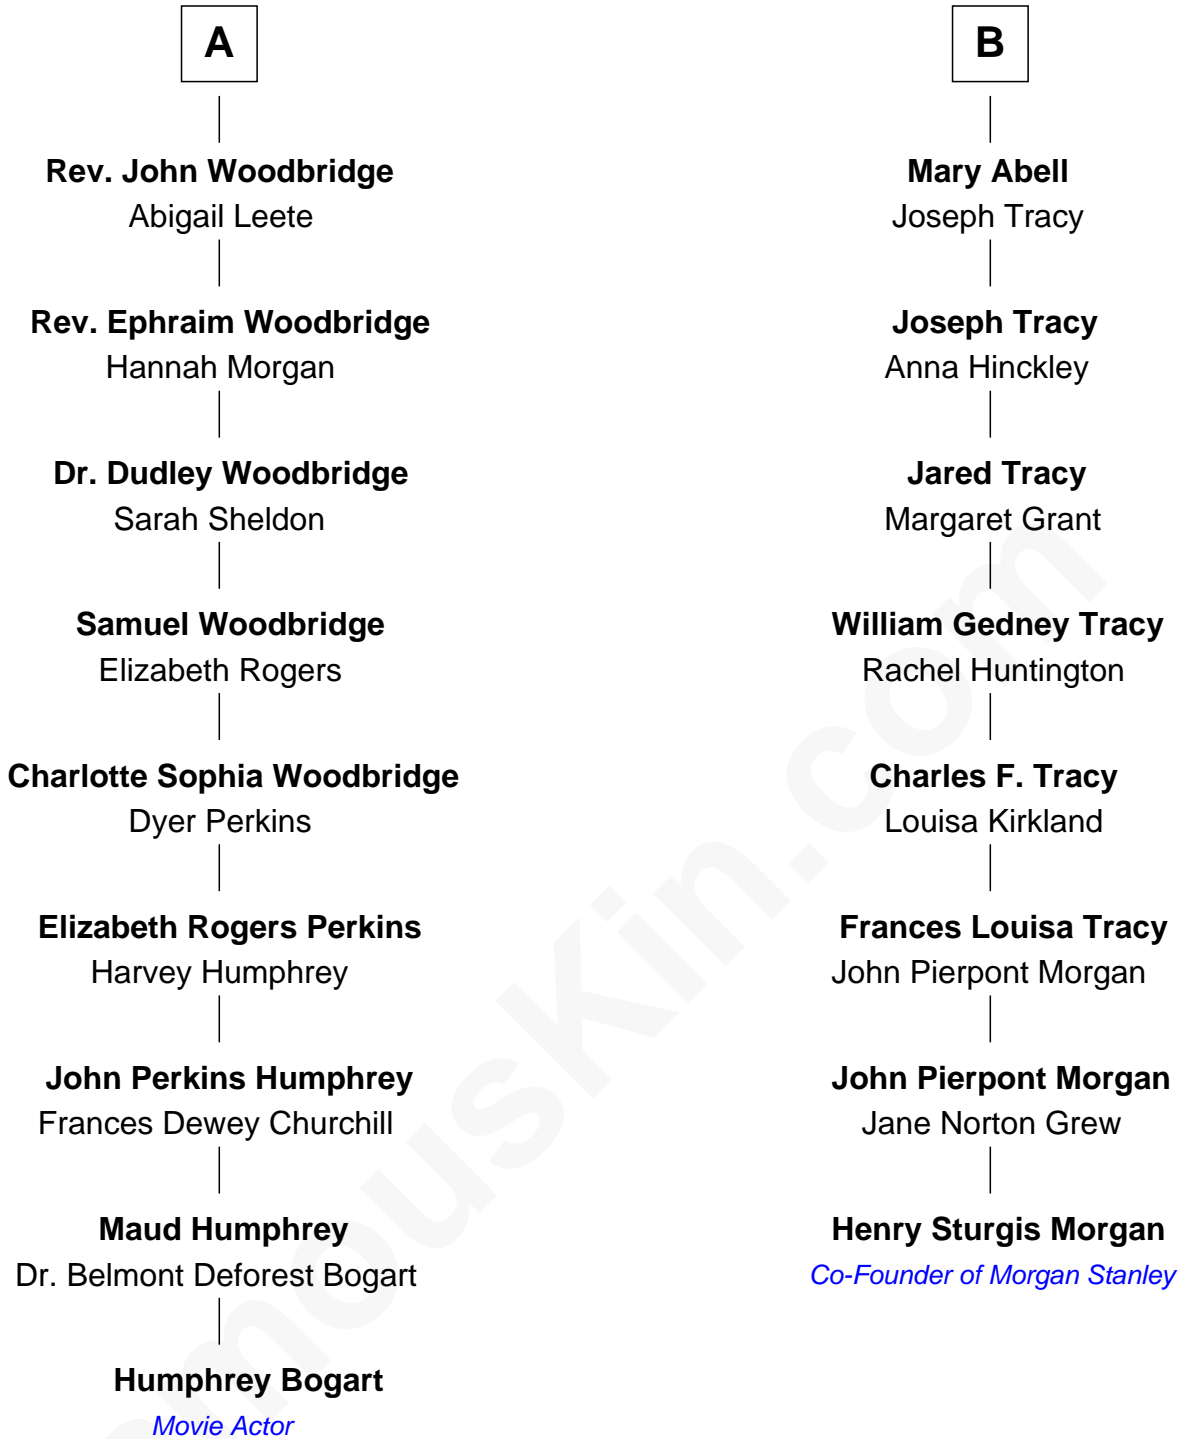 A
Rev. John Woodbridge
Abigail Leete
Rev. Ephraim Woodbridge
Hannah Morgan
Dr. Dudley Woodbridge
Sarah Sheldon
Samuel Woodbridge
Elizabeth Rogers
Charlotte Sophia Woodbridge
Dyer Perkins
Elizabeth Rogers Perkins
Harvey Humphrey
John Perkins Humphrey
Frances Dewey Churchill
Maud Humphrey
Dr. Belmont Deforest Bogart
Humphrey Bogart
Movie Actor
B
Mary Abell
Joseph Tracy
Joseph Tracy
Anna Hinckley
Jared Tracy
Margaret Grant
William Gedney Tracy
Rachel Huntington
Charles F. Tracy
Louisa Kirkland
Frances Louisa Tracy
John Pierpont Morgan
John Pierpont Morgan
Jane Norton Grew
Henry Sturgis Morgan
Co-Founder of Morgan Stanley
mousKin.com